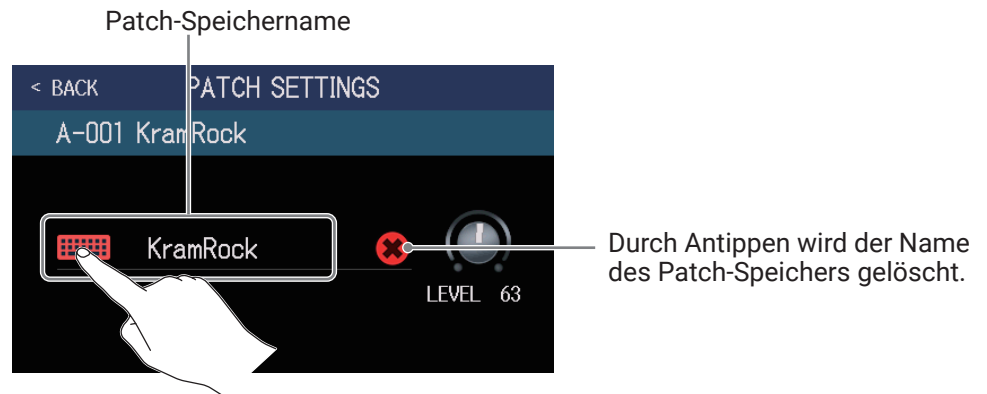 Patch-Speichername
< BACK PATCH SETTINGS
A-001 KramRock
KramRock
Durch Antippen wird der Name
des Patch-Speichers gelöscht.
LEVEL 63